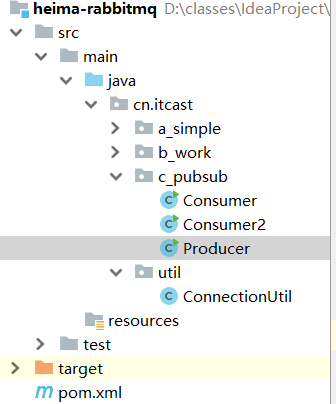 heima-rabbitmq D:\classes\IdeaProject\
src
main
java
cn.itcast
a_simple
b_work
c_pubsub
Consumer
Consumer2
Producer
util
ConnectionUtil
resources
test
target
pom.xml